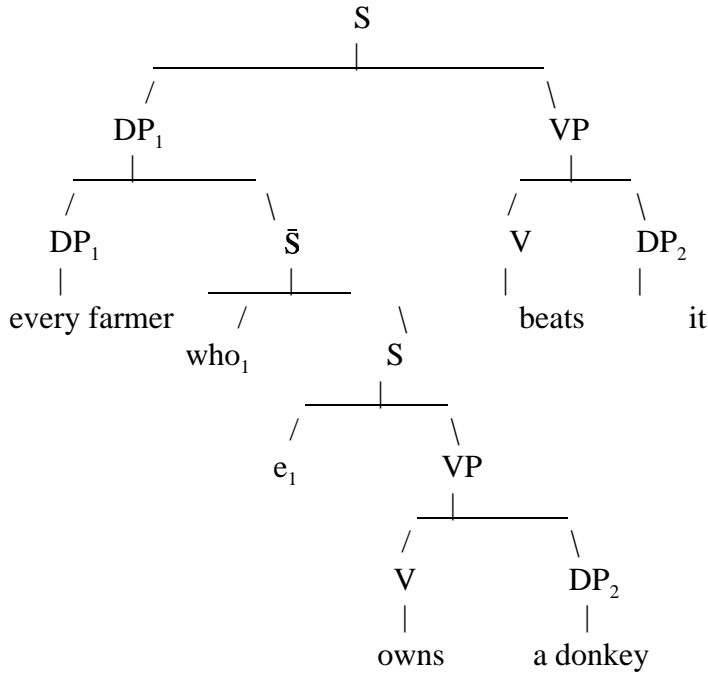 S
DP₁ VP
DP₁ S̄ V DP₂
every farmer beats it
who₁ S
e₁ VP
V DP₂
owns a donkey